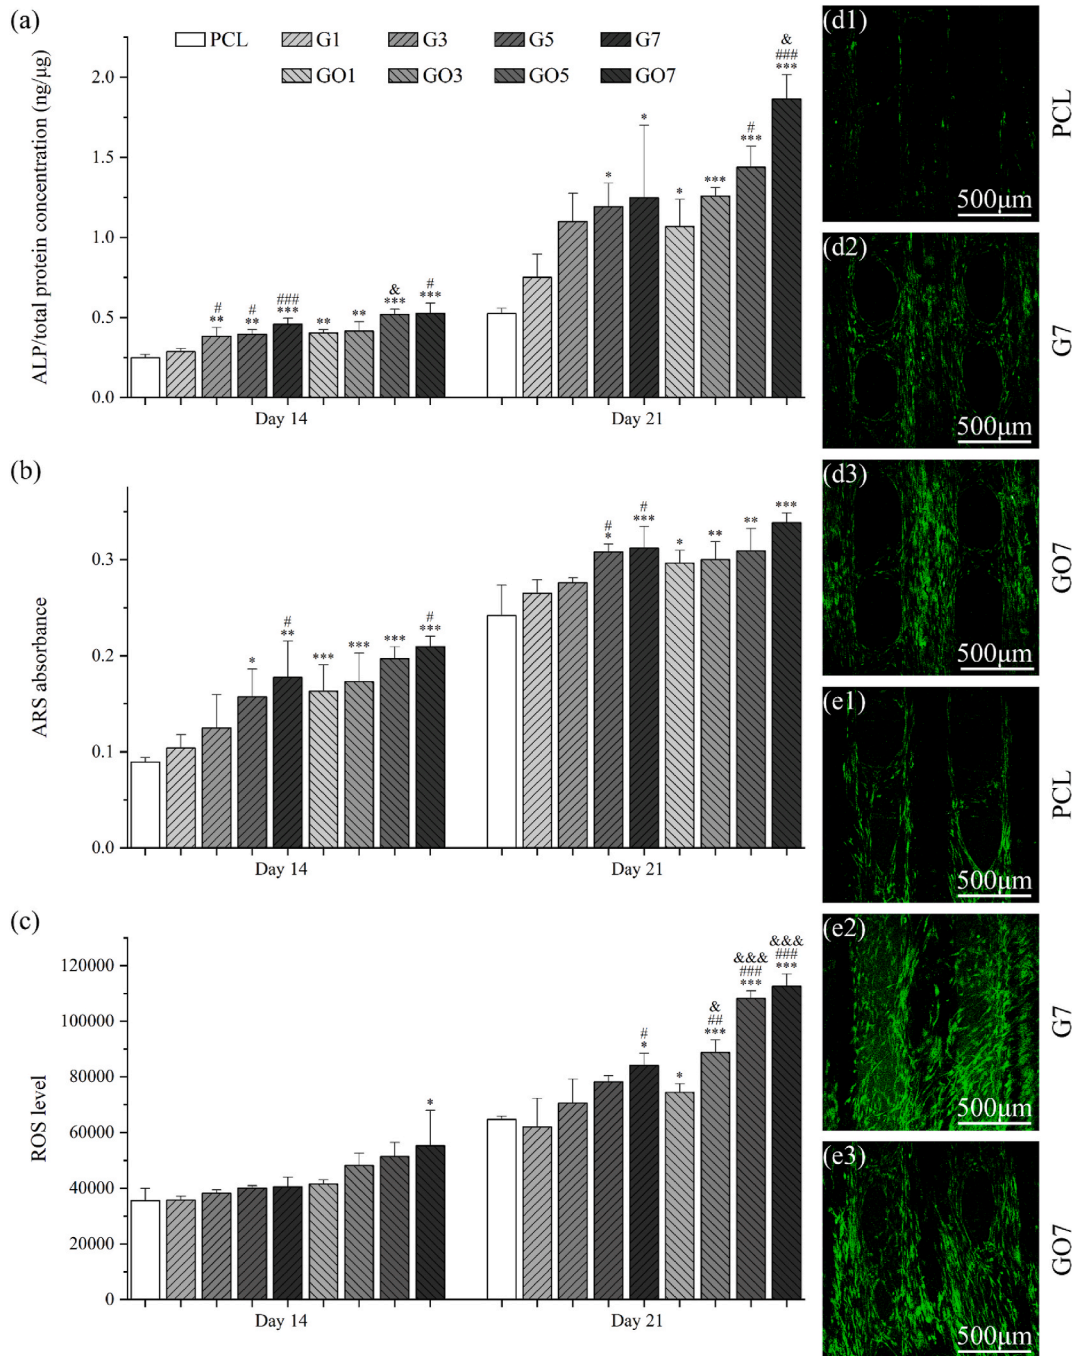 (a)
PCL G1 G3 G5 G7
GO1 GO3 GO5 GO7
ALP/total protein concentration (ng/μg)
2.0
1.5
1.0
0.5
0.0
# ** # ** ### *** ** ** & *** # ***
* * * *** # *** & ### ***
Day 14 Day 21
(b)
ARS absorbance
0.3
0.2
0.1
0.0
* # ** *** *** *** # ***
# * # *** * ** ** ***
Day 14 Day 21
(c)
ROS level
120000
100000
80000
60000
40000
20000
0
*
# * * & ## *** &&& ### *** &&& ### ***
Day 14 Day 21
(d1)
500μm
PCL
(d2)
500μm
G7
(d3)
500μm
GO7
(e1)
500μm
PCL
(e2)
500μm
G7
(e3)
500μm
GO7